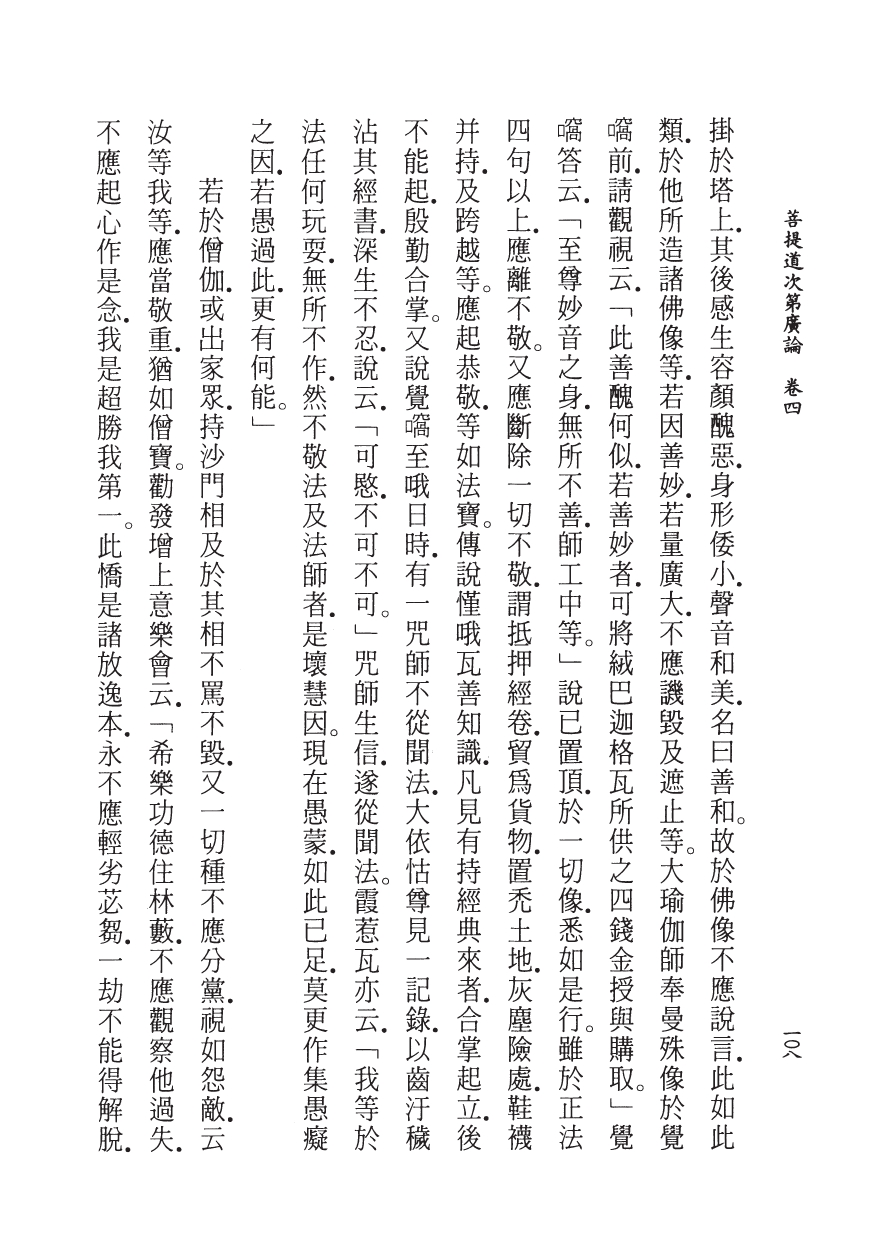 菩提道次第廣論　卷四
一〇八
掛於塔上．其後感生容顏醜惡．身形倭小．聲音和美．名曰善和。故於佛像不應說言．此如此
類．於他所造諸佛像等．若因善妙．若量廣大．不應譏毀及遮止等。大瑜伽師奉曼殊像於覺
㗝前．請觀視云．「此善醜何似．若善妙者．可將絨巴迦格瓦所供之四錢金授與購取。」覺
㗝答云．「至尊妙音之身．無所不善．師工中等。」說已置頂．於一切像．悉如是行。雖於正法
四句以上．應離不敬。又應斷除一切不敬．謂抵押經卷．貿爲貨物．置禿土地．灰塵險處．鞋襪
并持．及跨越等。應起恭敬．等如法寶。傳說慬哦瓦善知識．凡見有持經典來者．合掌起立．後
不能起．殷勤合掌。又說覺㗝至哦日時．有一咒師不從聞法．大依怙尊見一記錄．以齒汙穢
沾其經書．深生不忍．說云．「可愍．不可不可。」咒師生信．遂從聞法。霞惹瓦亦云．「我等於
法任何玩耍．無所不作．然不敬法及法師者．是壞慧因。現在愚蒙．如此已足．莫更作集愚癡
之因．若愚過此．更有何能。」
若於僧伽．或出家眾．持沙門相及於其相不罵不毀．又一切種不應分黨．視如怨敵．云
汝等我等．應當敬重．猶如僧寶。勸發增上意樂會云．「希樂功德住林藪．不應觀察他過失．
不應起心作是念．我是超勝我第一。此憍是諸放逸本．永不應輕劣苾芻．一劫不能得解脫．